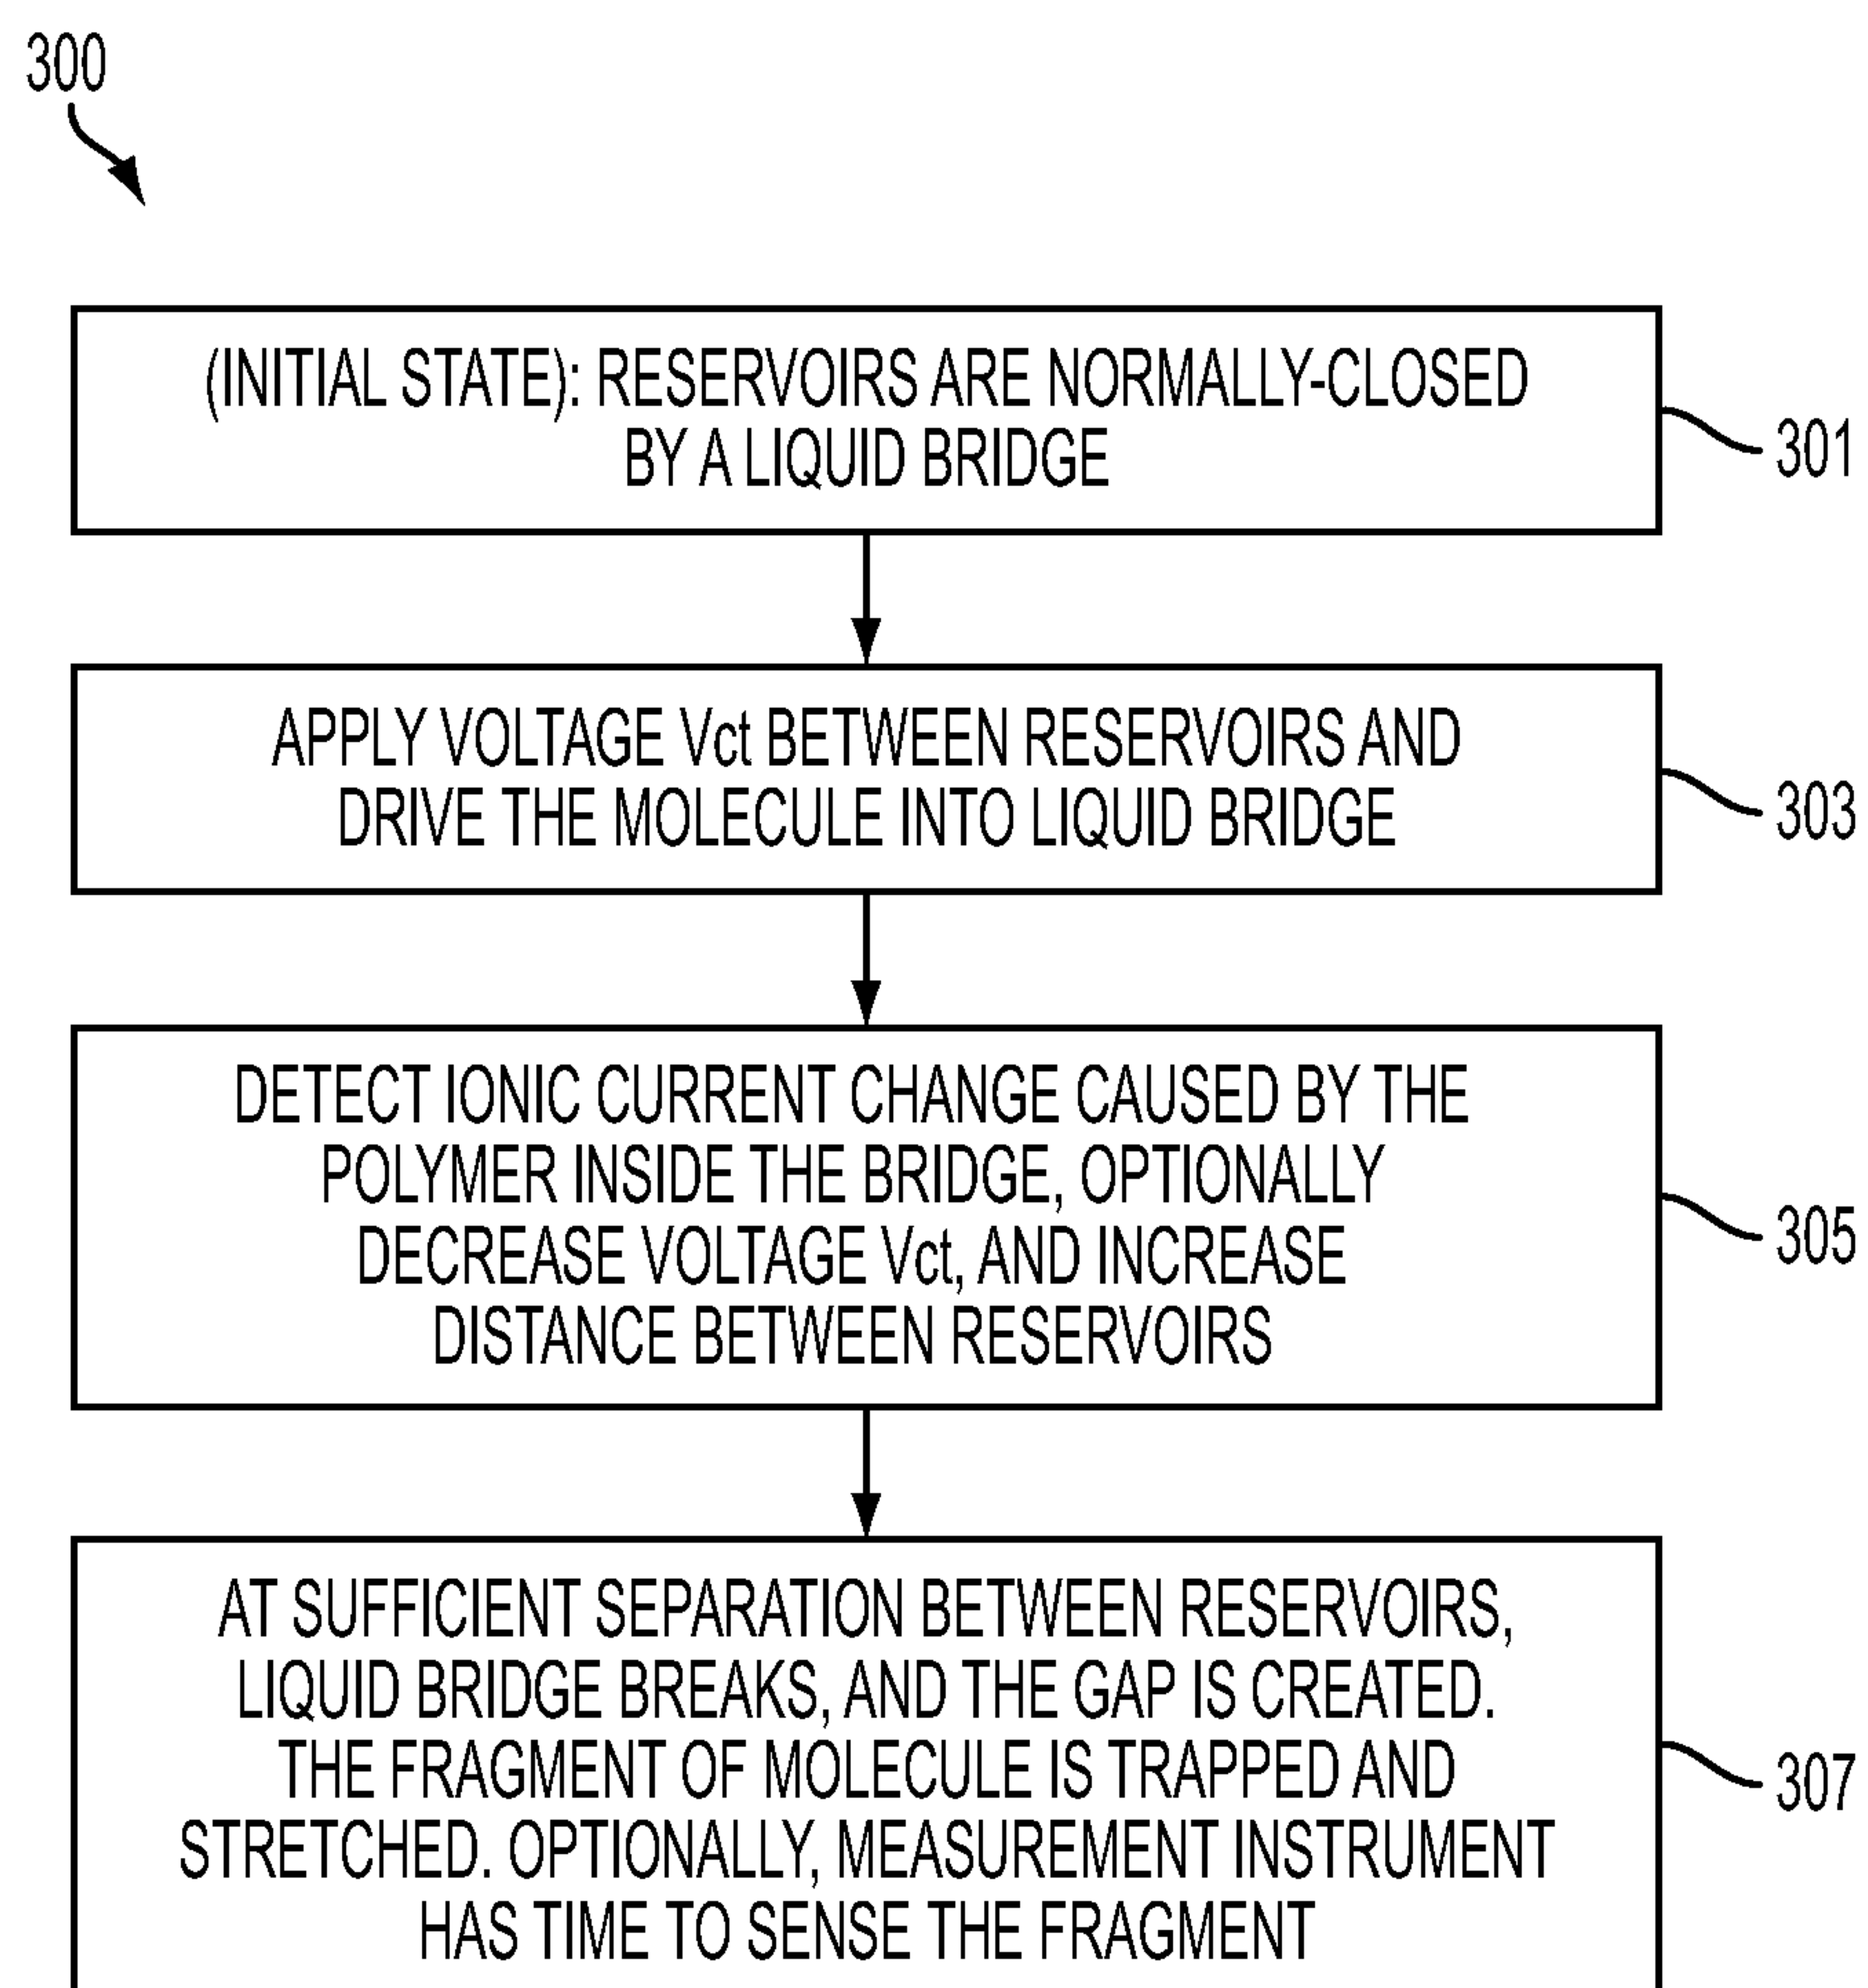 300
(INITIAL STATE): RESERVOIRS ARE NORMALLY-CLOSED
BY A LIQUID BRIDGE
301
APPLY VOLTAGE Vct BETWEEN RESERVOIRS AND
DRIVE THE MOLECULE INTO LIQUID BRIDGE
303
DETECT IONIC CURRENT CHANGE CAUSED BY THE
POLYMER INSIDE THE BRIDGE, OPTIONALLY
DECREASE VOLTAGE Vct, AND INCREASE
DISTANCE BETWEEN RESERVOIRS
305
AT SUFFICIENT SEPARATION BETWEEN RESERVOIRS,
LIQUID BRIDGE BREAKS, AND THE GAP IS CREATED.
THE FRAGMENT OF MOLECULE IS TRAPPED AND
STRETCHED. OPTIONALLY, MEASUREMENT INSTRUMENT
HAS TIME TO SENSE THE FRAGMENT
307